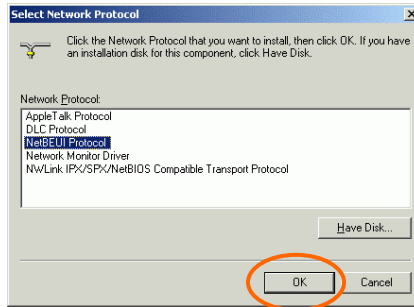 Select Network Protocol
Click the Network Protocol that you want to install, then click OK. If you have
an installation disk for this component, click Have Disk.
Network Protocol:
AppleTalk Protocol
DLC Protocol
NetBEUI Protocol
Network Monitor Driver
NWLink IPX/SPX/NetBIOS Compatible Transport Protocol
Have Disk...
OK
Cancel